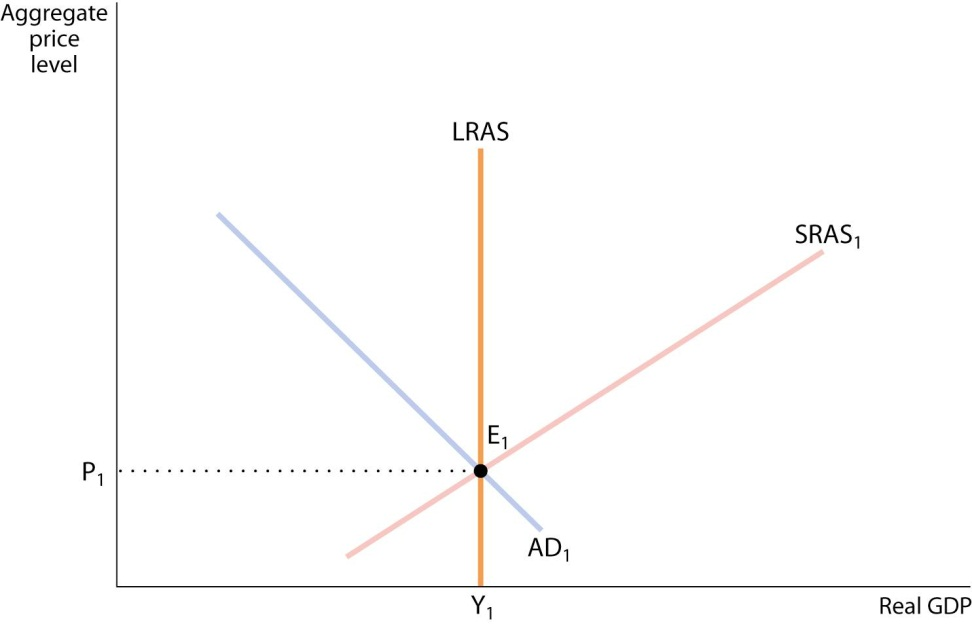 Aggregate
price
level
LRAS
SRAS₁
E₁
P₁
AD₁
Y₁
Real GDP